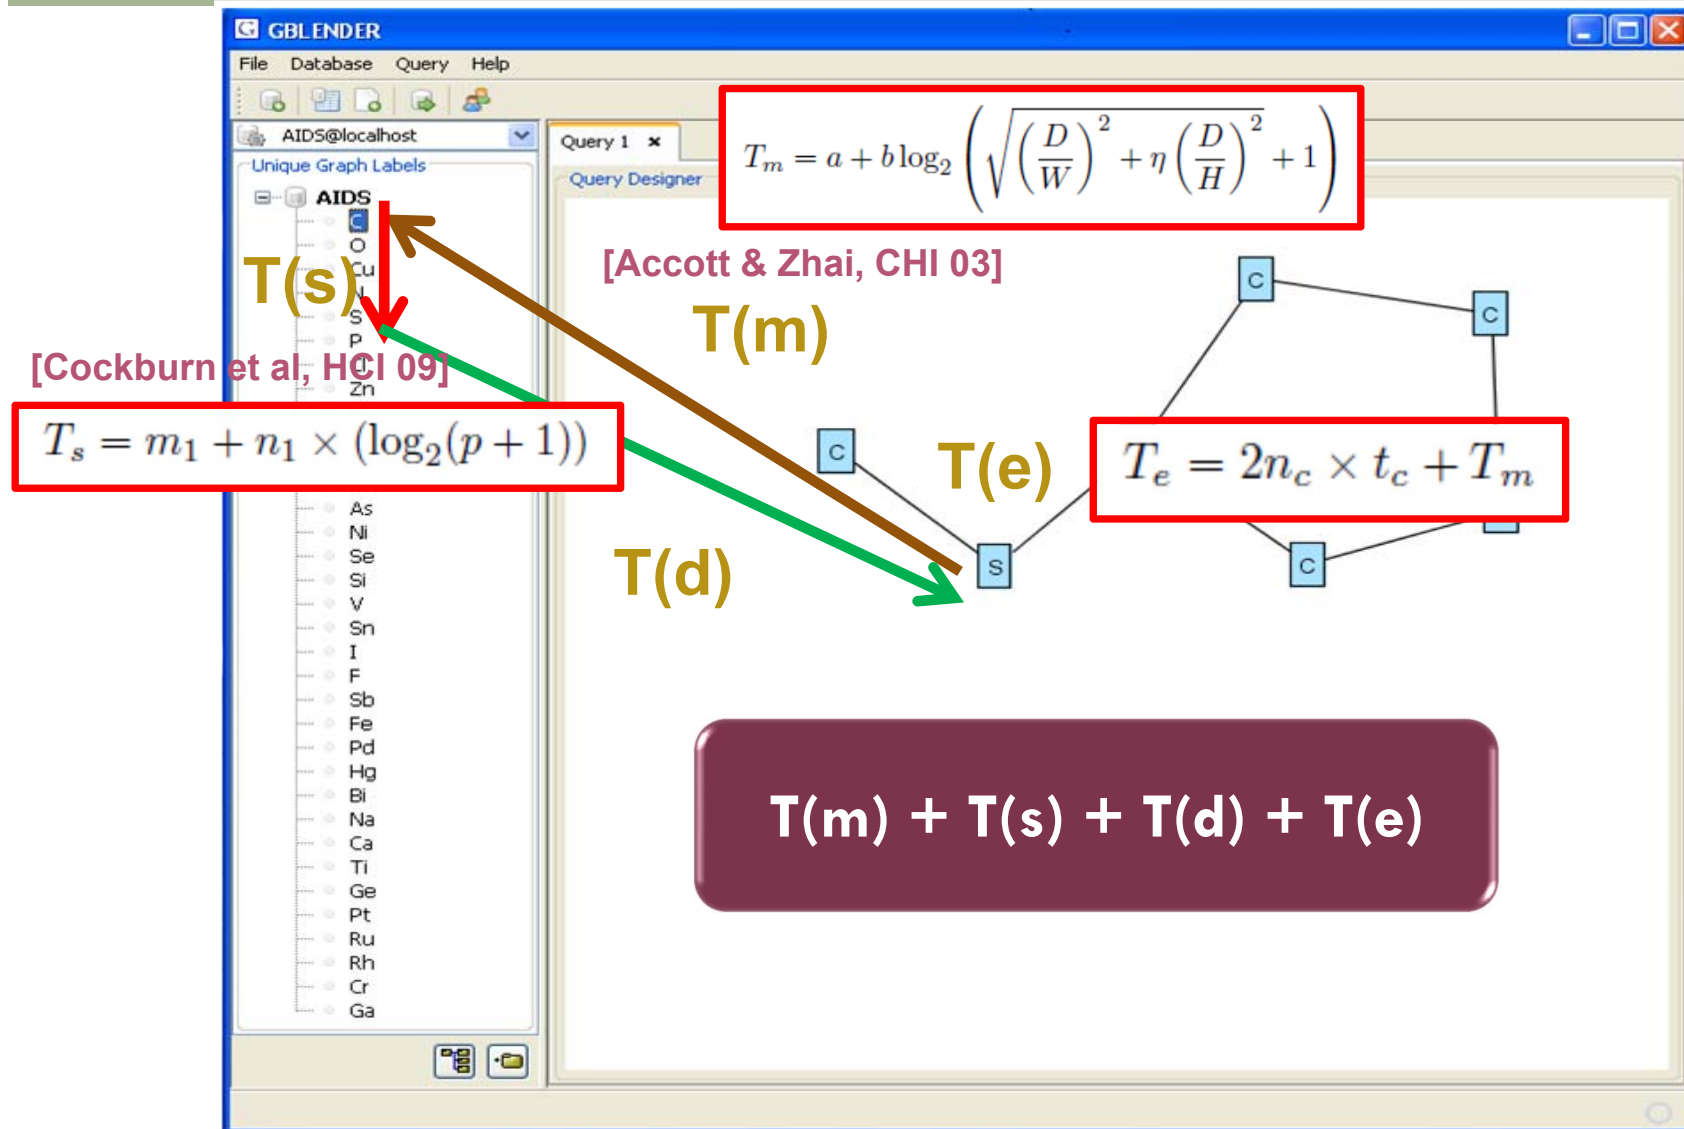 GBLENDER
File Database Query Help
AIDS@localhost
Unique Graph Labels
AIDS
C
O
Cu
N
S
P
Zn
As
Ni
Se
Si
V
Sn
I
F
Sb
Fe
Pd
Hg
Bi
Na
Ca
Ti
Ge
Pt
Ru
Rh
Cr
Ga
Query 1 ×
Query Designer
T_m = a + b log_2 ( √( (D/W)^2 + η (D/H)^2 ) + 1 )
[Accott & Zhai, CHI 03]
T(s)
T(m)
[Cockburn et al, HCI 09]
T_s = m_1 + n_1 × (log_2(p + 1))
T(e)
T_e = 2n_c × t_c + T_m
T(d)
C
C
C
S
C
T(m) + T(s) + T(d) + T(e)